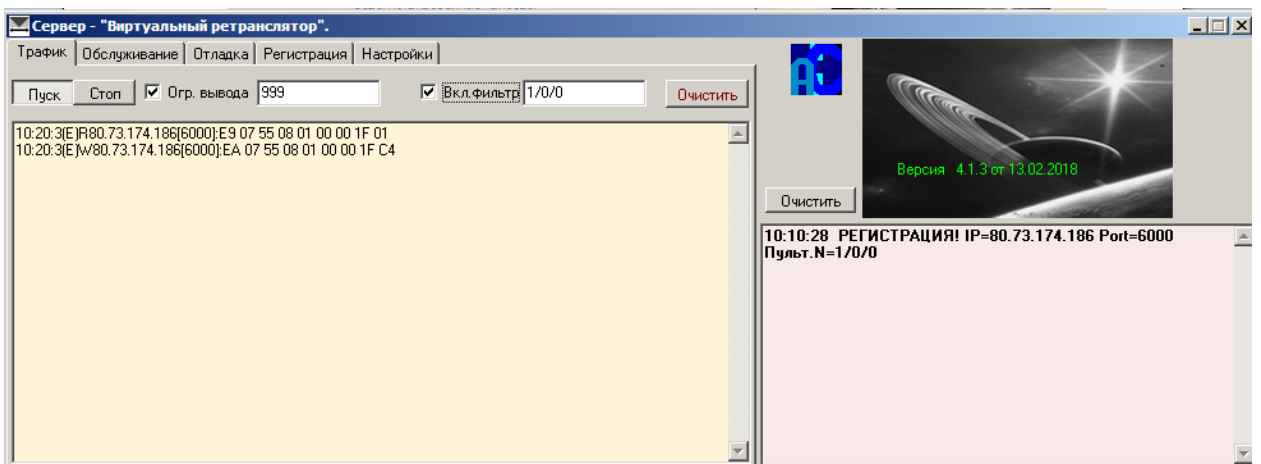 Сервер - "Виртуальный ретранслятор".
Трафик Обслуживание Отладка Регистрация Настройки
Пуск Стоп Огр. вывода 999 Вкл.фильтр 1/0/0 Очистить
10:20:3(E)R80.73.174.186[6000]:E9 07 55 08 01 00 00 1F 01
10:20:3(E)W80.73.174.186[6000]:EA 07 55 08 01 00 00 1F C4
АС
Версия 4.1.3 от 13.02.2018
Очистить
10:10:28 РЕГИСТРАЦИЯ! IP=80.73.174.186 Port=6000
Пульт.N=1/0/0